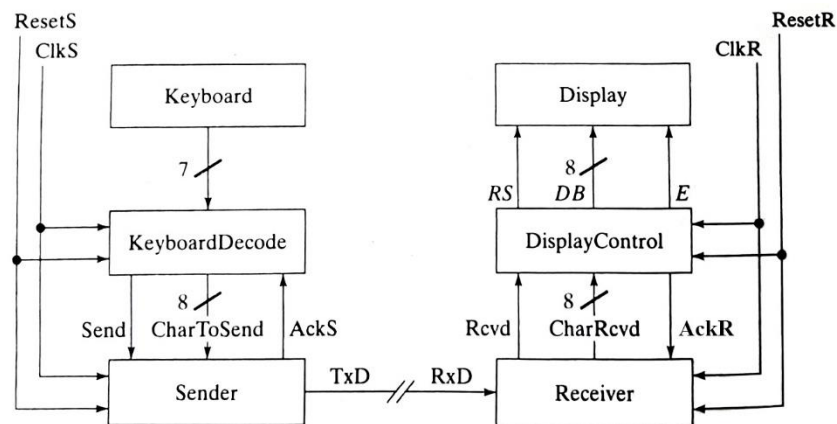 ResetS
ResetR
ClkS
ClkR
Keyboard
Display
7
8
RS
DB
E
KeyboardDecode
DisplayControl
8
8
Send
CharToSend
AckS
Rcvd
CharRcvd
AckR
TxD
RxD
Sender
Receiver